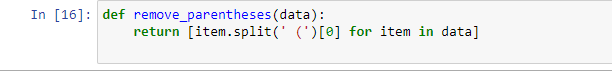 In [16]: def remove_parentheses(data):
    return [item.split(' (')[0] for item in data]